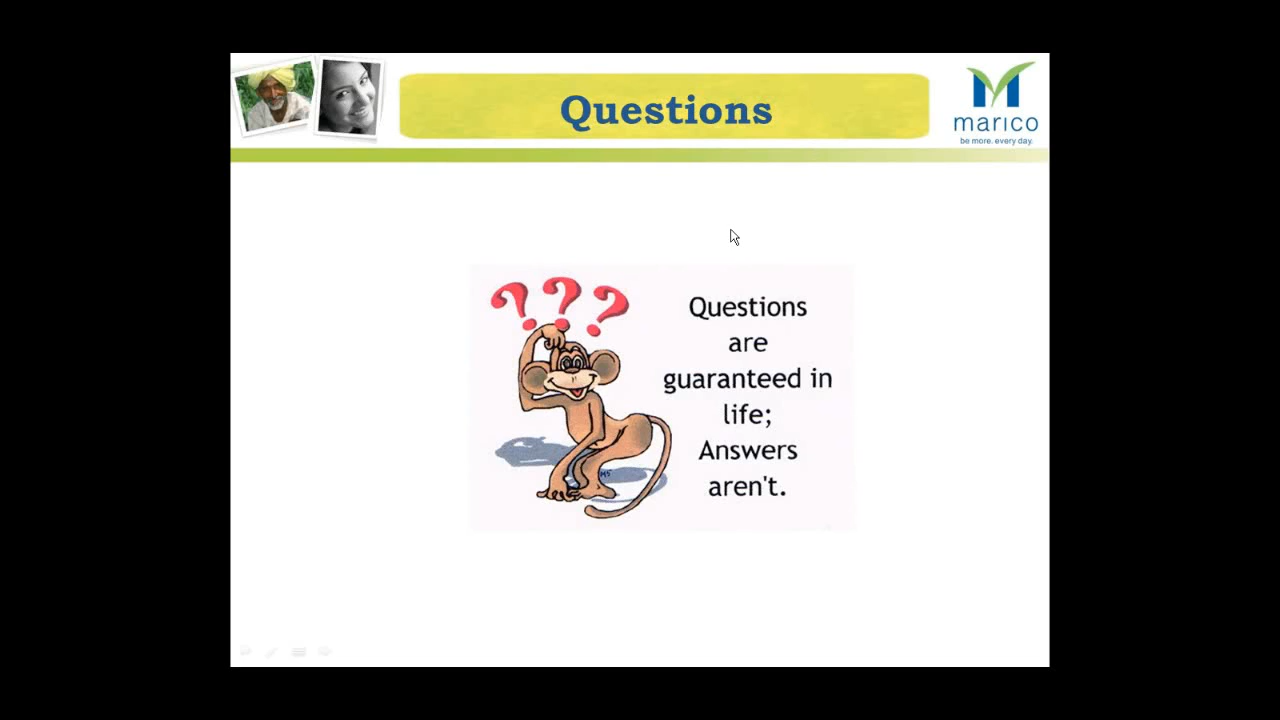 Questions
marico
be more. every day.
???
Questions
are
guaranteed in
life;
Answers
aren't.